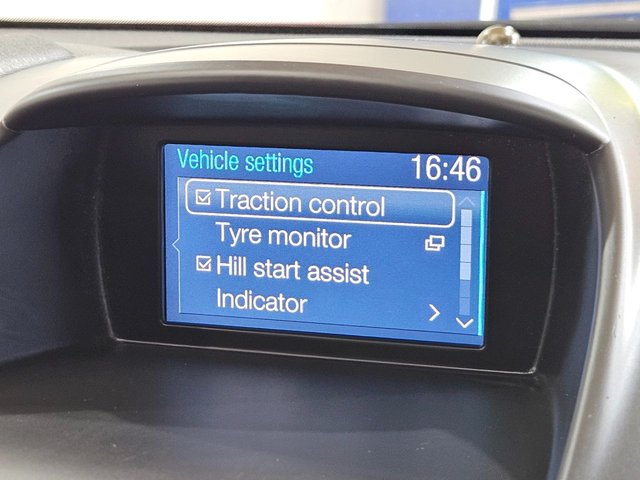 Vehicle settings 16:46
Traction control
Tyre monitor
Hill start assist
Indicator